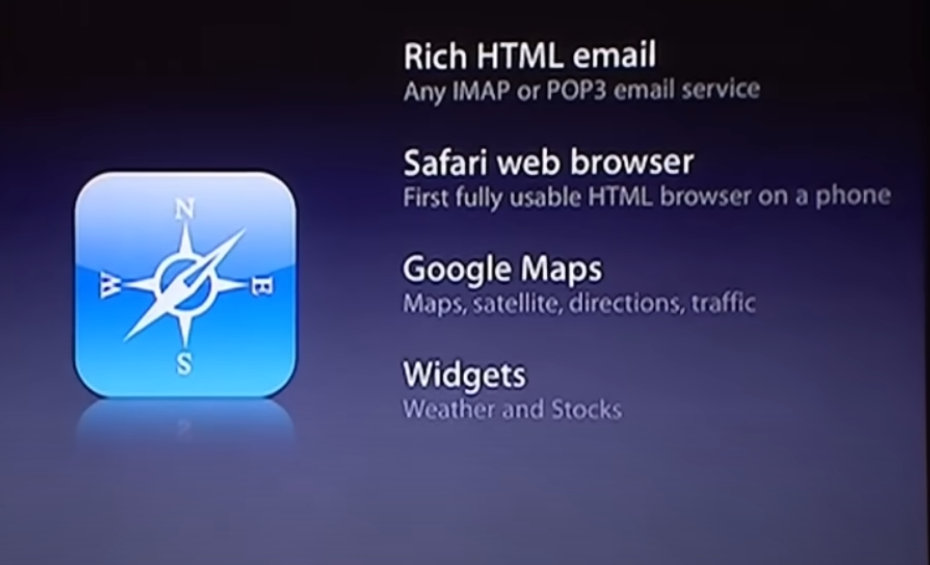 Rich HTML email
Any IMAP or POP3 email service
Safari web browser
First fully usable HTML browser on a phone
Google Maps
Maps, satellite, directions, traffic
Widgets
Weather and Stocks
N
W
E
S